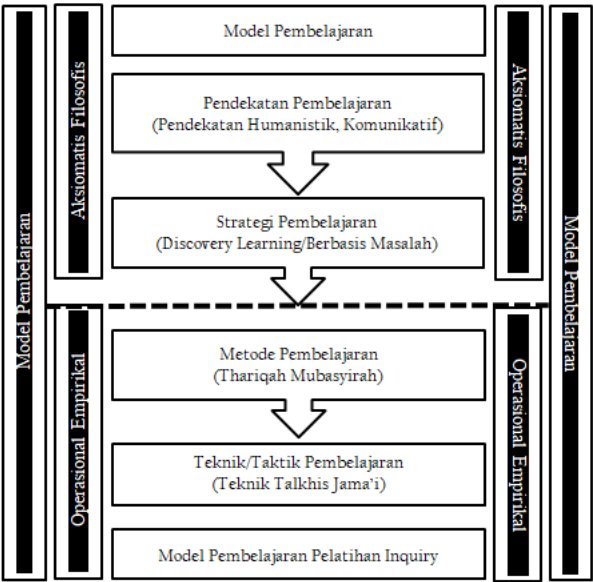 Model Pembelajaran
Pendekatan Pembelajaran
(Pendekatan Humanistik, Komunikatif)
Strategi Pembelajaran
(Discovery Learning/Berbasis Masalah)
Metode Pembelajaran
(Thariqah Mubasyirah)
Teknik/Taktik Pembelajaran
(Teknik Talkhis Jama'i)
Model Pembelajaran Pelatihan Inquiry
Model Pembelajaran
Aksiomatis Filosofis
Operasional Empirikal
Aksiomatis Filosofis
Operasional Empirikal
Model Pembelajaran